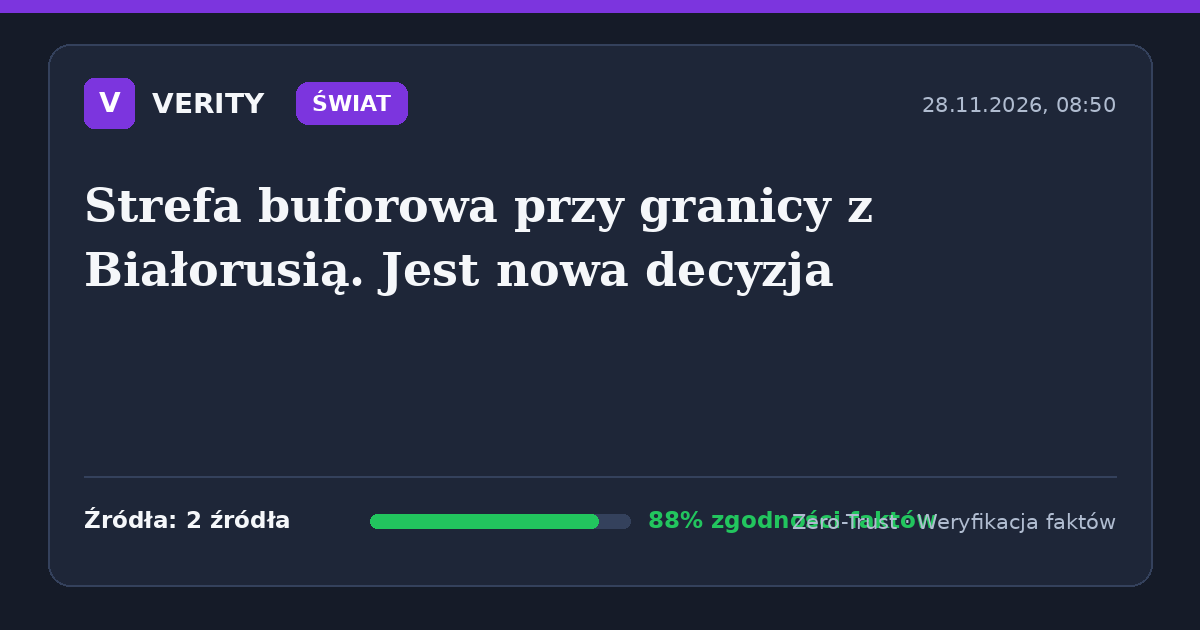 V VERITY ŚWIAT 28.11.2026, 08:50
Strefa buforowa przy granicy z
Białorusią. Jest nowa decyzja
Źródła: 2 źródła 88% zgodności faktów Zero-Trust · Weryfikacja faktów